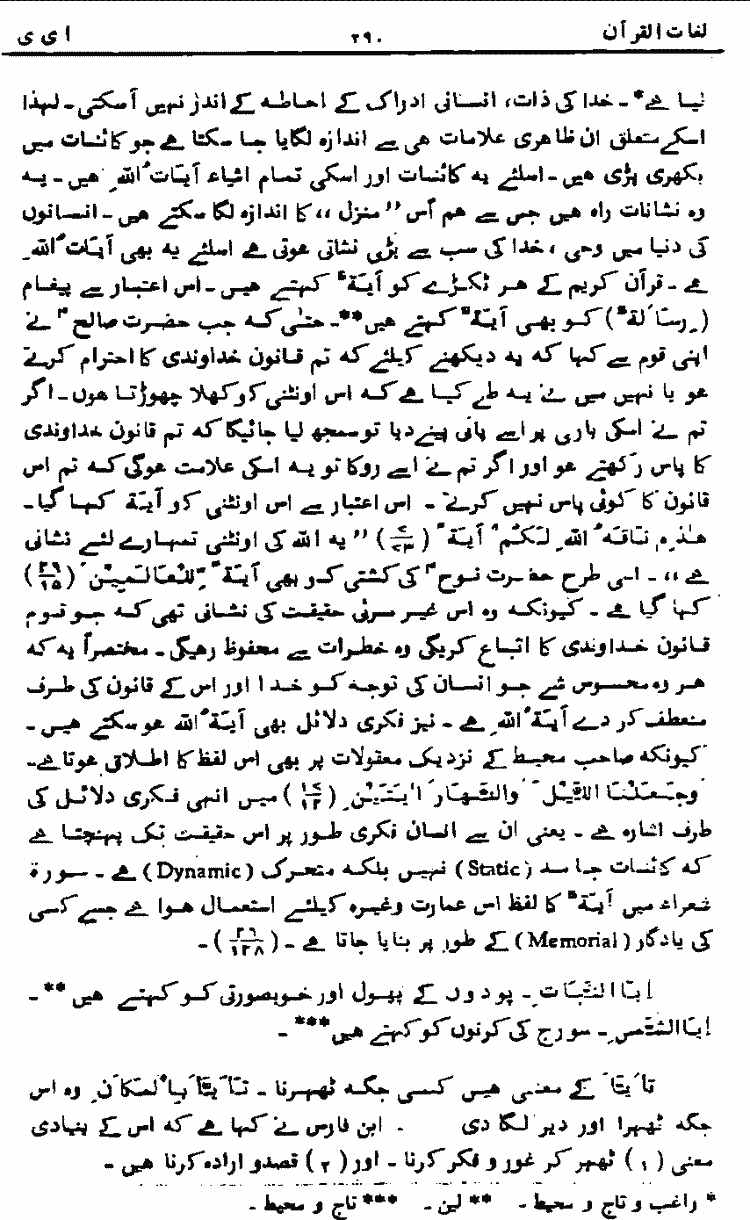 لغات القرآن ۲۹۰ ا ی ی
لیا ہے*۔ خدا کی ذات، انسانی ادراک کے احاطہ کے اندر نہیں آسکتی۔ لہذا
اسکے متعلق ان ظاہری علامات ہی سے اندازہ لگایا جا سکتا ہے جو کائنات میں
بکھری پڑی ہیں۔ اسلئے یہ کائنات اور اسکی تمام اشیاء آیَاتُ اللہِ ہیں۔ یہ
وہ نشانات راہ ہیں جس سے ہم اُس ”منزل“ کا اندازہ لگا سکتے ہیں۔ انسانوں
کی دنیا میں وحی، خدا کی سب سے بڑی نشانی ہوتی ہے اسلئے یہ بھی آیَاتُ اللہِ
ہے۔ قرآن کریم کے ہر ٹکڑے کو آیَۃٌ کہتے ہیں۔ اس اعتبار سے پیغام
(رِسَالَۃٌ) کو بھی آیَۃٌ کہتے ہیں**۔ حتٰی کہ جب حضرت صالحؑ نے
اپنی قوم سے کہا کہ یہ دیکھنے کیلئے کہ تم قانون خداوندی کا احترام کرتے
ہو یا نہیں میں نے یہ طے کیا ہے کہ اس اونٹنی کو کھلا چھوڑتا ہوں۔ اگر
تم نے اسکی باری پر اسے پانی پینے دیا تو سمجھ لیا جائیگا کہ تم قانون خداوندی
کا پاس رکھتے ہو اور اگر تم نے اسے روکا تو یہ اسکی علامت ہوگی کہ تم اس
قانون کا کوئی پاس نہیں کرتے۔ اس اعتبار سے اس اونٹنی کو آیۃ کہا گیا۔
ہٰذِہٖ نَاقَۃُ اللہِ لَکُمْ آیَۃً (۷/۷۳) ”یہ اللہ کی اونٹنی تمہارے لئے نشانی
ہے“۔ اسی طرح حضرت نوحؑ کی کشتی کو بھی آیَۃً لِّلْعَالَمِیْنَ (۲۹/۱۵)
کہا گیا ہے۔ کیونکہ وہ اس غیر مرئی حقیقت کی نشانی تھی کہ جو قوم
قانون خداوندی کا اتباع کریگی وہ خطرات سے محفوظ رہیگی۔ مختصراً یہ کہ
ہر وہ محسوس شے جو انسان کی توجہ کو خدا اور اس کے قانون کی طرف
منعطف کر دے آیَۃُ اللہِ ہے۔ نیز فکری دلائل بھی آیَۃُ اللہ ہو سکتے ہیں۔
کیونکہ صاحب محیط کے نزدیک معقولات پر بھی اس لفظ کا اطلاق ہوتا ہے۔
وَجَعَلْنَا اللَّیْلَ وَالنَّہَارَ اٰیَتَیْنِ (۱۷/۱۲) میں انہی فکری دلائل کی
طرف اشارہ ہے۔ یعنی ان سے انسان فکری طور پر اس حقیقت تک پہنچتا ہے
کہ کائنات جامد (Static) نہیں بلکہ متحرک (Dynamic) ہے۔ سورۃ
شعراء میں آیَۃً کا لفظ اس عمارت وغیرہ کیلئے استعمال ہوا ہے جسے کسی
کی یادگار (Memorial) کے طور پر بنایا جاتا ہے۔ (۲۶/۱۲۸)۔
اِیَا النَّبَاتِ۔ پودوں کے پھول اور خوبصورتی کو کہتے ہیں**۔
اِیَا الشَّمْسِ۔ سورج کی کرنوں کو کہتے ہیں***۔
تَأَیَّا کے معنی ہیں کسی جگہ ٹھہرنا۔ تَأَیَّا بِالْمَکَانِ وہ اس
جگہ ٹھہرا اور دیر لگا دی ۔ ابن فارس نے کہا ہے کہ اس کے بنیادی
معنی (۱) ٹھہر کر غور و فکر کرنا۔ اور (۲) قصد و ارادہ کرنا ہیں۔
* راغب و تاج و محیط۔ ** لین۔ *** تاج و محیط۔